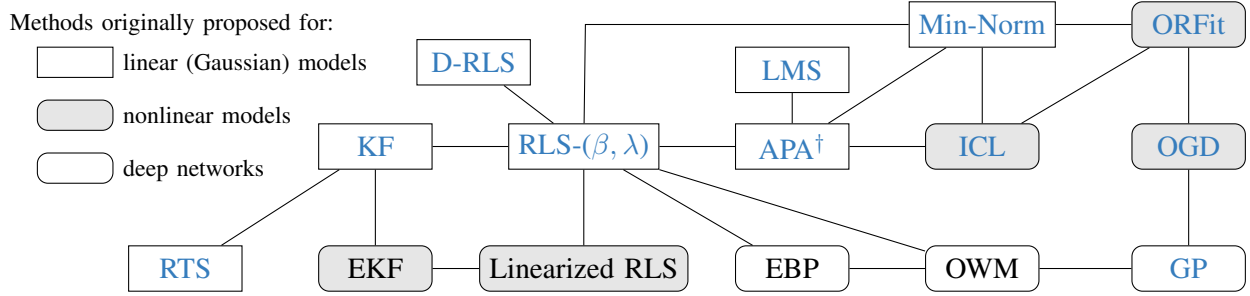 Methods originally proposed for:
linear (Gaussian) models
nonlinear models
deep networks
Min-Norm
ORFit
D-RLS
LMS
KF
RLS-(β, λ)
APA†
ICL
OGD
RTS
EKF
Linearized RLS
EBP
OWM
GP